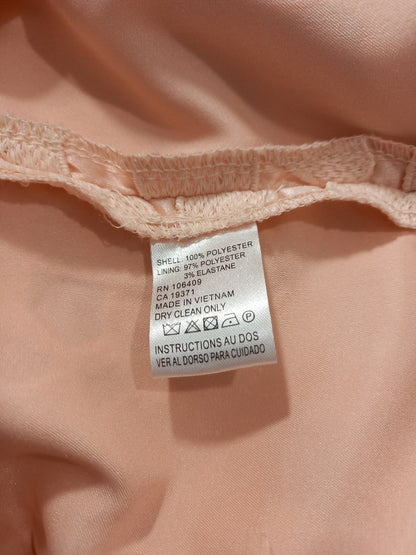 SHELL: 100% POLYESTER
LINING: 97% POLYESTER
3% ELASTANE
RN 106409
CA 19371
MADE IN VIETNAM
DRY CLEAN ONLY
P
INSTRUCTIONS AU DOS
VER AL DORSO PARA CUIDADO